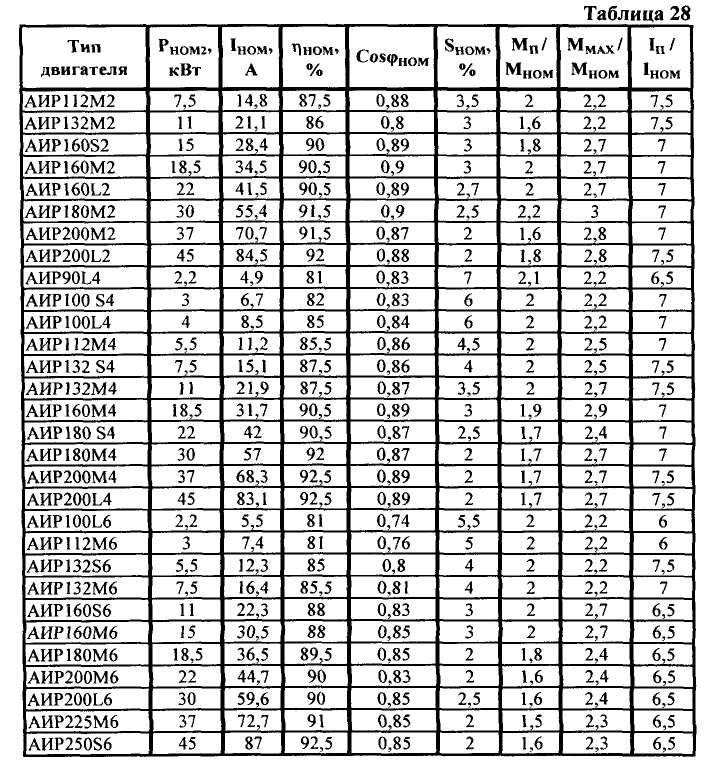 Таблица 28
Тип двигателя Pном2, кВт Iном, А ηном, % Cosφном Sном, % Мп / Мном Ммах / Мном Iп / Iном
АИР112М2 7,5 14,8 87,5 0,88 3,5 2 2,2 7,5
АИР132М2 11 21,1 86 0,8 3 1,6 2,2 7,5
АИР160S2 15 28,4 90 0,89 3 1,8 2,7 7
АИР160М2 18,5 34,5 90,5 0,9 3 2 2,7 7
АИР160L2 22 41,5 90,5 0,89 2,7 2 2,7 7
АИР180М2 30 55,4 91,5 0,9 2,5 2,2 3 7
АИР200М2 37 70,7 91,5 0,87 2 1,6 2,8 7
АИР200L2 45 84,5 92 0,88 2 1,8 2,8 7,5
АИР90L4 2,2 4,9 81 0,83 7 2,1 2,2 6,5
АИР100 S4 3 6,7 82 0,83 6 2 2,2 7
АИР100L4 4 8,5 85 0,84 6 2 2,2 7
АИР112М4 5,5 11,2 85,5 0,86 4,5 2 2,5 7
АИР132 S4 7,5 15,1 87,5 0,86 4 2 2,5 7,5
АИР132М4 11 21,9 87,5 0,87 3,5 2 2,7 7,5
АИР160М4 18,5 31,7 90,5 0,89 3 1,9 2,9 7
АИР180 S4 22 42 90,5 0,87 2,5 1,7 2,4 7
АИР180М4 30 57 92 0,87 2 1,7 2,7 7
АИР200М4 37 68,3 92,5 0,89 2 1,7 2,7 7,5
АИР200L4 45 83,1 92,5 0,89 2 1,7 2,7 7,5
АИР100L6 2,2 5,5 81 0,74 5,5 2 2,2 6
АИР112М6 3 7,4 81 0,76 5 2 2,2 6
АИР132S6 5,5 12,3 85 0,8 4 2 2,2 7,5
АИР132М6 7,5 16,4 85,5 0,81 4 2 2,2 7
АИР160S6 11 22,3 88 0,83 3 2 2,7 6,5
АИР160М6 15 30,5 88 0,85 3 2 2,7 6,5
АИР180М6 18,5 36,5 89,5 0,85 2 1,8 2,4 6,5
АИР200М6 22 44,7 90 0,83 2 1,6 2,4 6,5
АИР200L6 30 59,6 90 0,85 2,5 1,6 2,4 6,5
АИР225М6 37 72,7 91 0,85 2 1,5 2,3 6,5
АИР250S6 45 87 92,5 0,85 2 1,6 2,3 6,5